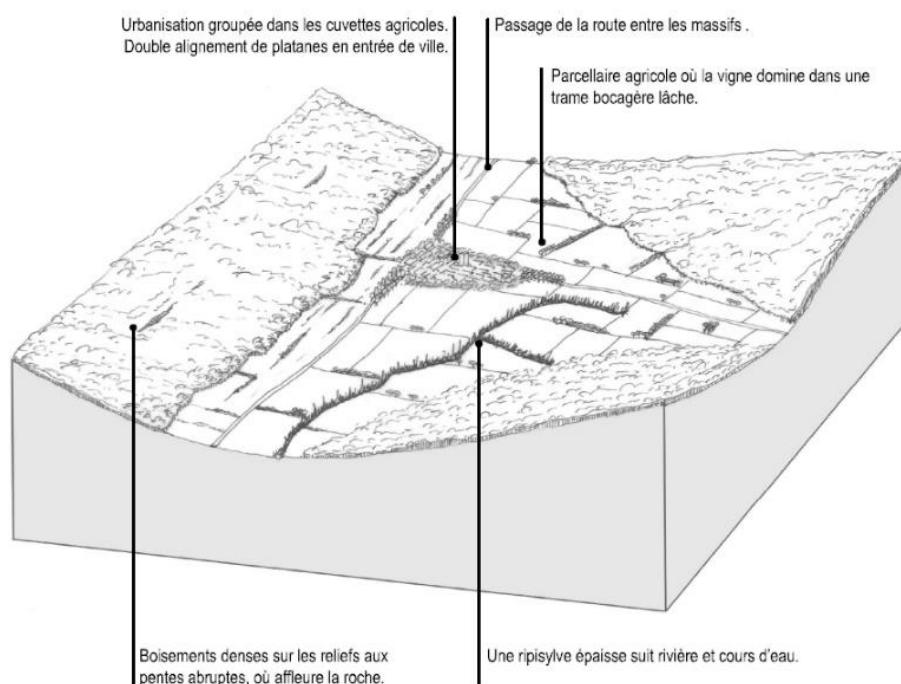 Urbanisation groupée dans les cuvettes agricoles.
Double alignement de platanes en entrée de ville.
Passage de la route entre les massifs .
Parcellaire agricole où la vigne domine dans une
trame bocagère lâche.
Boisements denses sur les reliefs aux
pentes abruptes, où affleure la roche.
Une ripisylve épaisse suit rivière et cours d'eau.